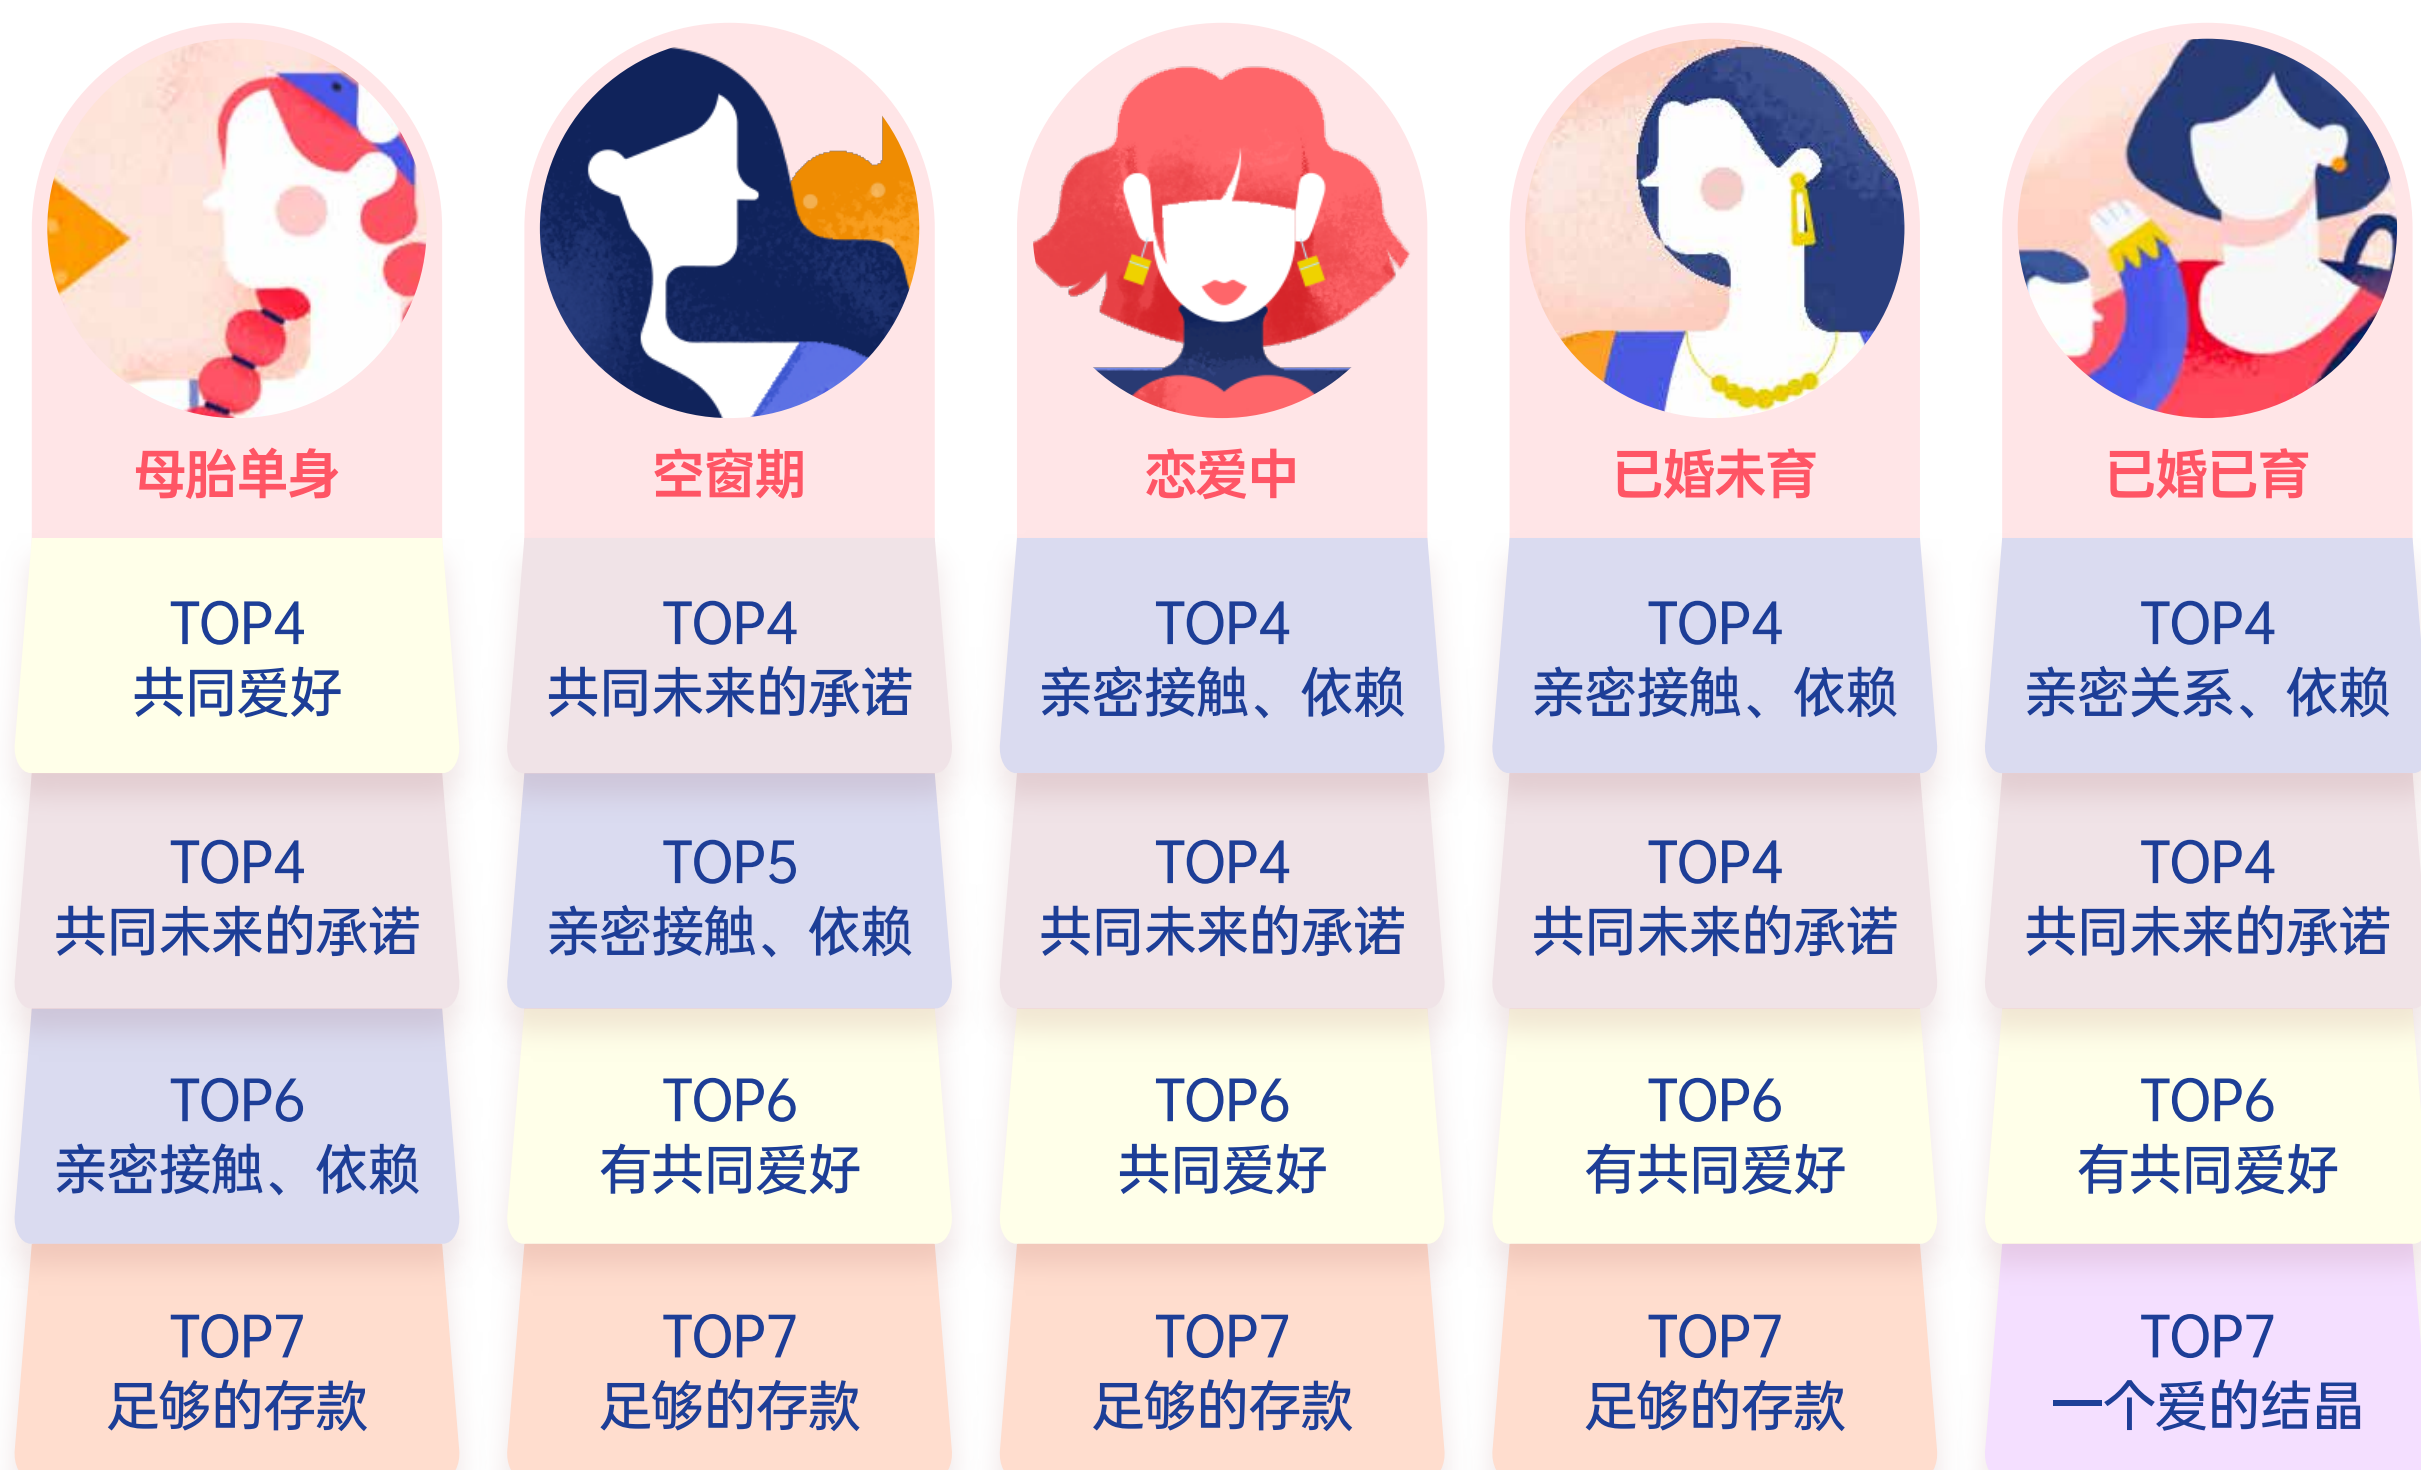 母胎单身
TOP4
共同爱好
TOP4
共同未来的承诺
TOP6
亲密接触、依赖
TOP7
足够的存款
空窗期
TOP4
共同未来的承诺
TOP5
亲密接触、依赖
TOP6
有共同爱好
TOP7
足够的存款
恋爱中
TOP4
亲密接触、依赖
TOP4
共同未来的承诺
TOP6
共同爱好
TOP7
足够的存款
已婚未育
TOP4
亲密接触、依赖
TOP4
共同未来的承诺
TOP6
有共同爱好
TOP7
足够的存款
已婚已育
TOP4
亲密关系、依赖
TOP4
共同未来的承诺
TOP6
有共同爱好
TOP7
一个爱的结晶